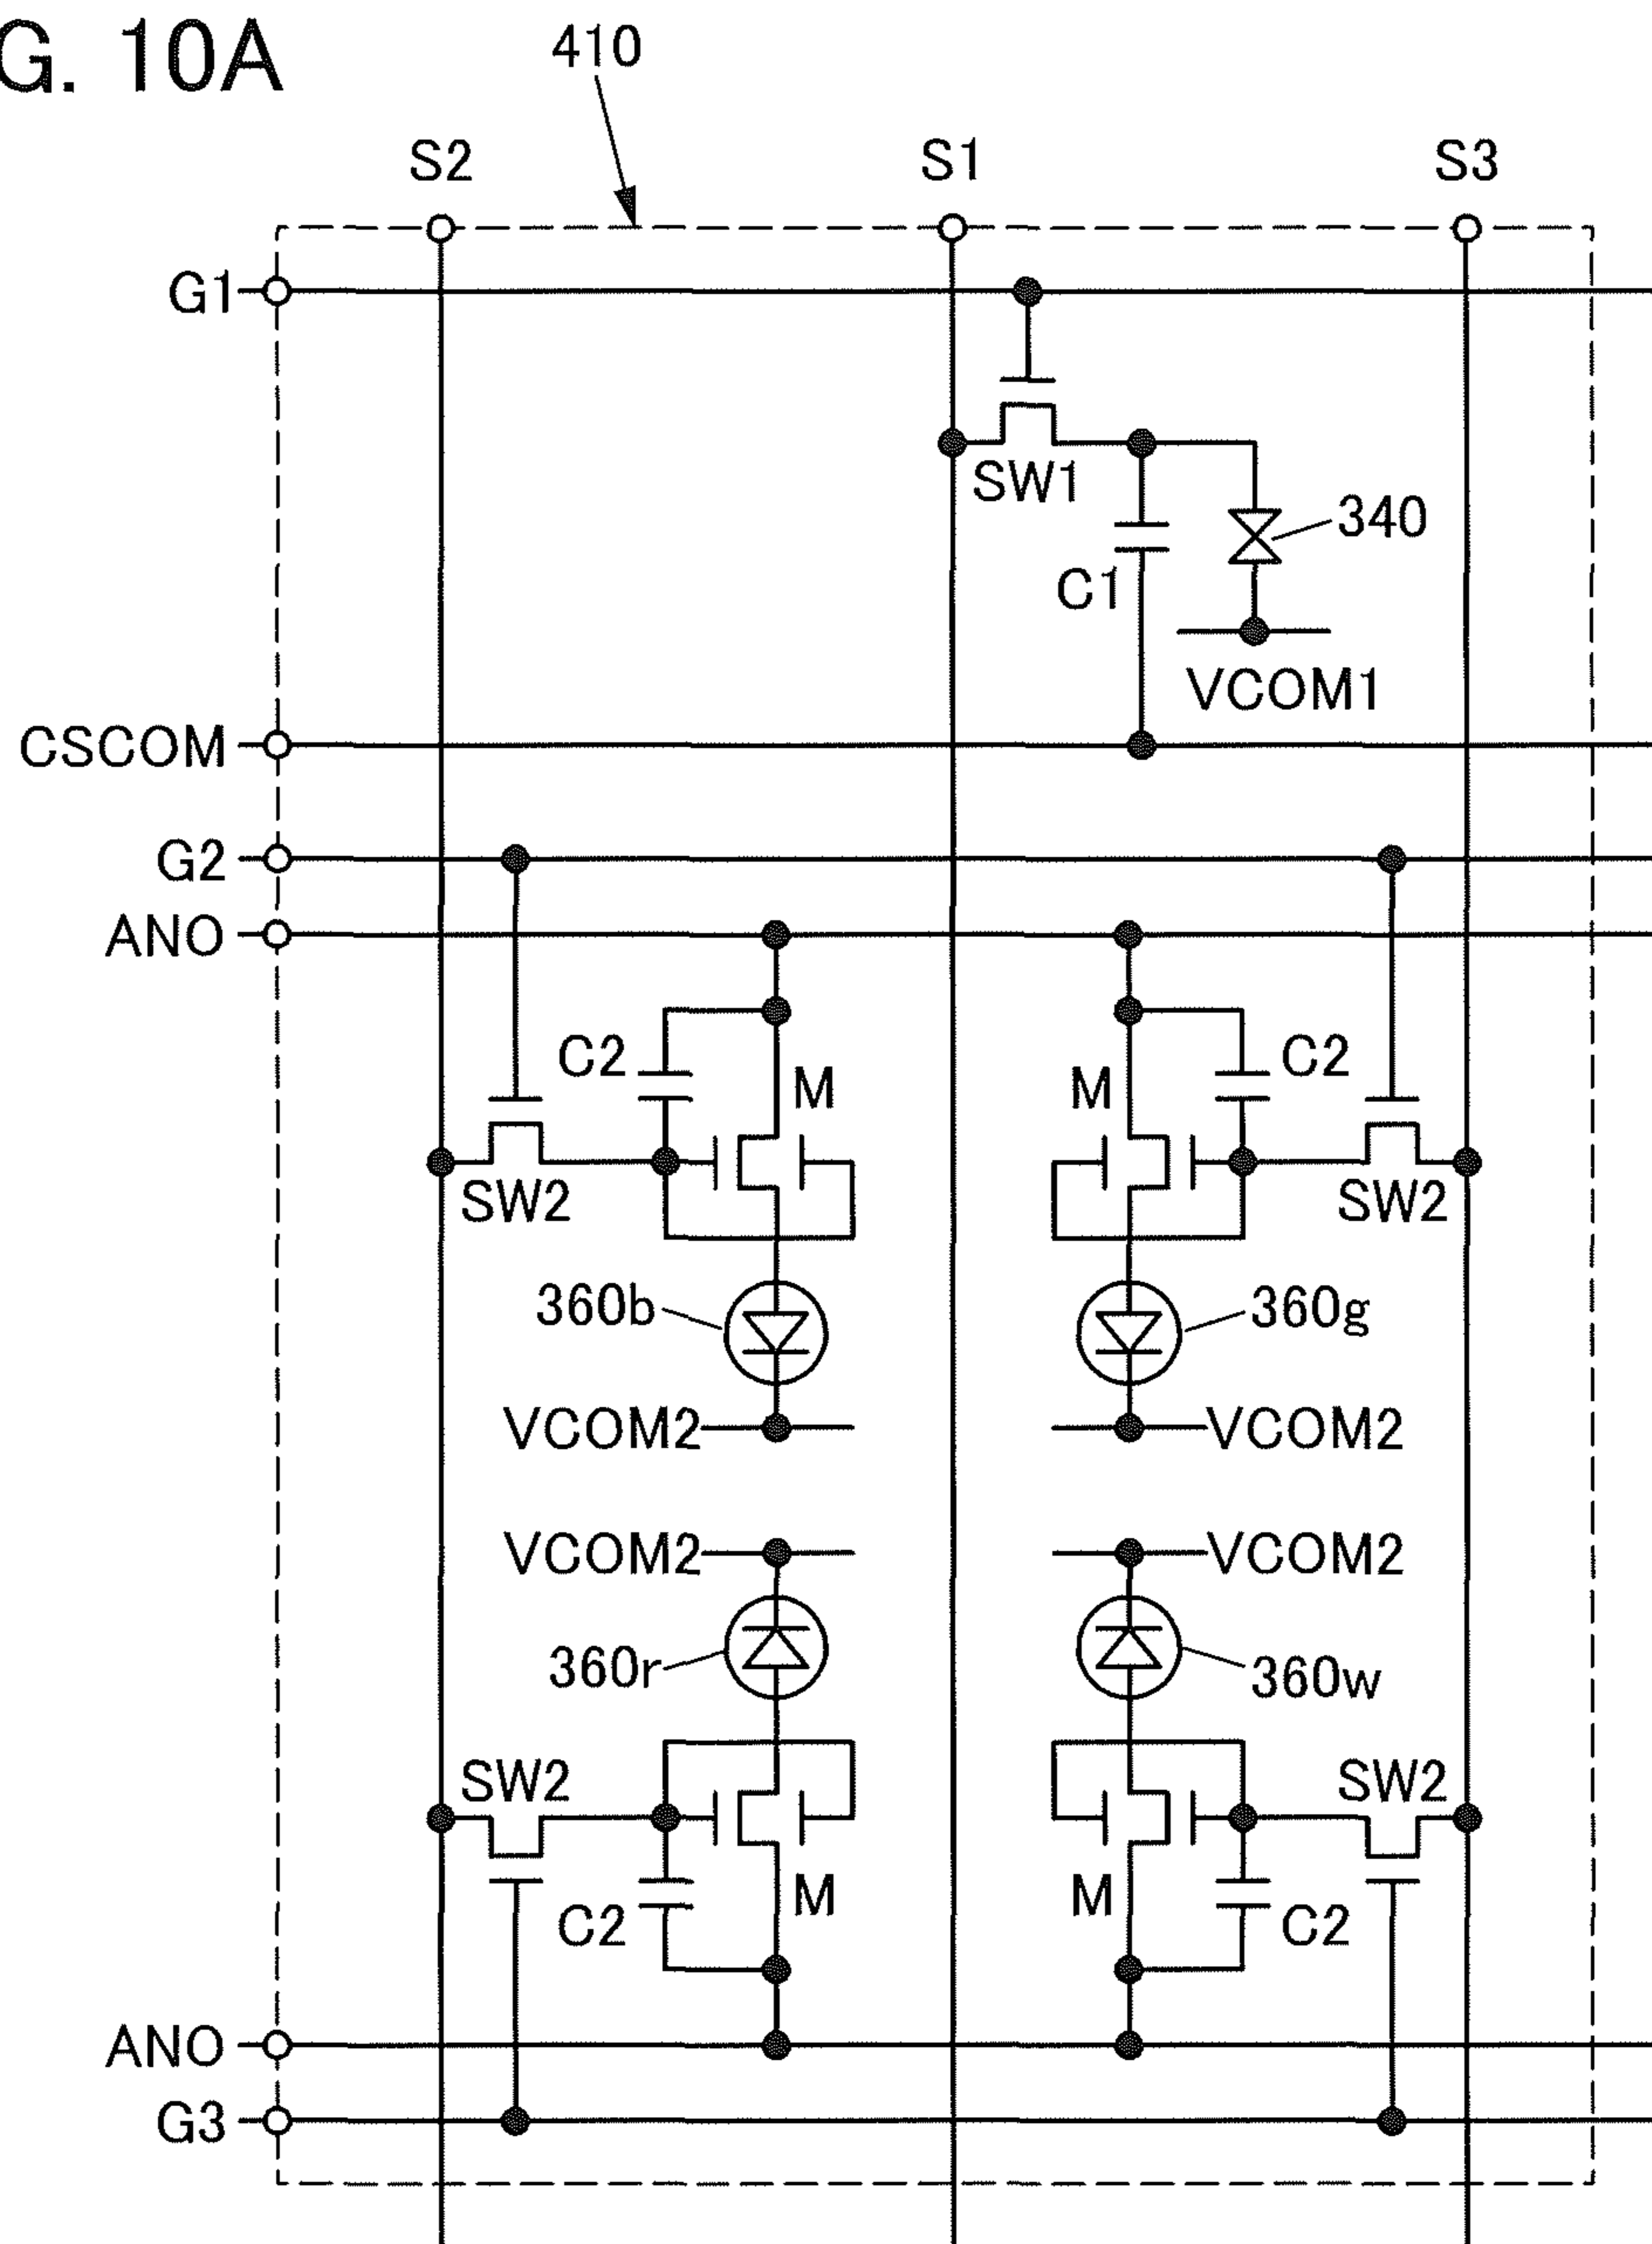 G. 10A
410
S2 S1 S3
G1
SW1
340
C1
VCOM1
CSCOM
G2
ANO
C2 M M C2
SW2 SW2
360b 360g
VCOM2 VCOM2
VCOM2 VCOM2
360r 360w
SW2 SW2
C2 M M C2
ANO
G3